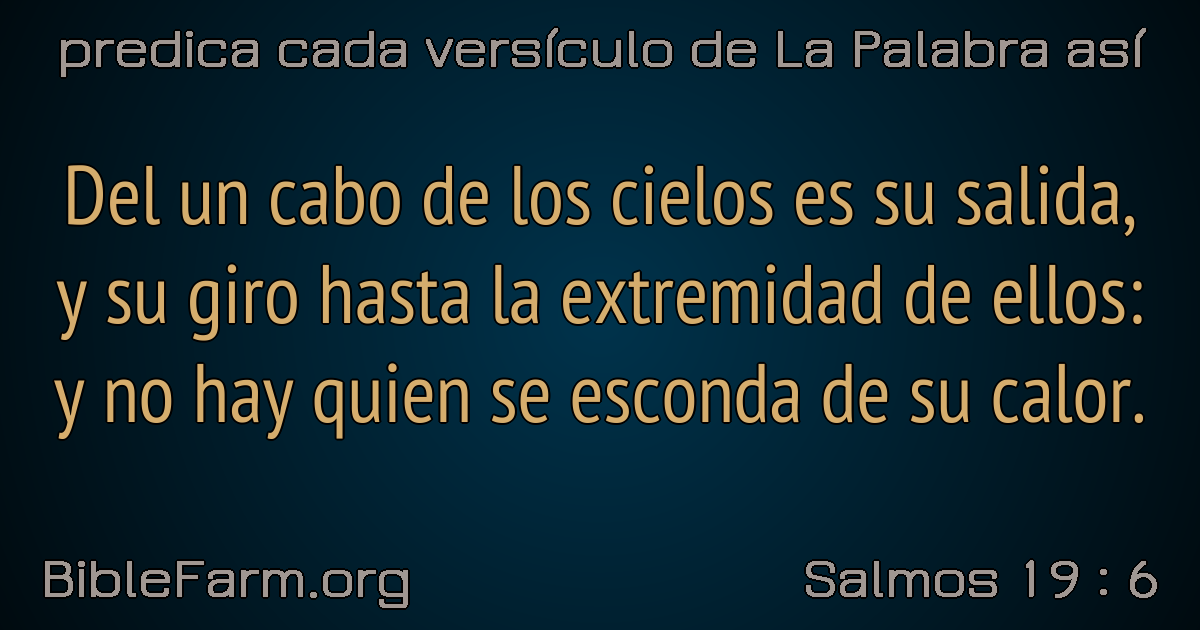 predica cada versículo de La Palabra así
Del un cabo de los cielos es su salida,
y su giro hasta la extremidad de ellos:
y no hay quien se esconda de su calor.
BibleFarm.org
Salmos 19 : 6